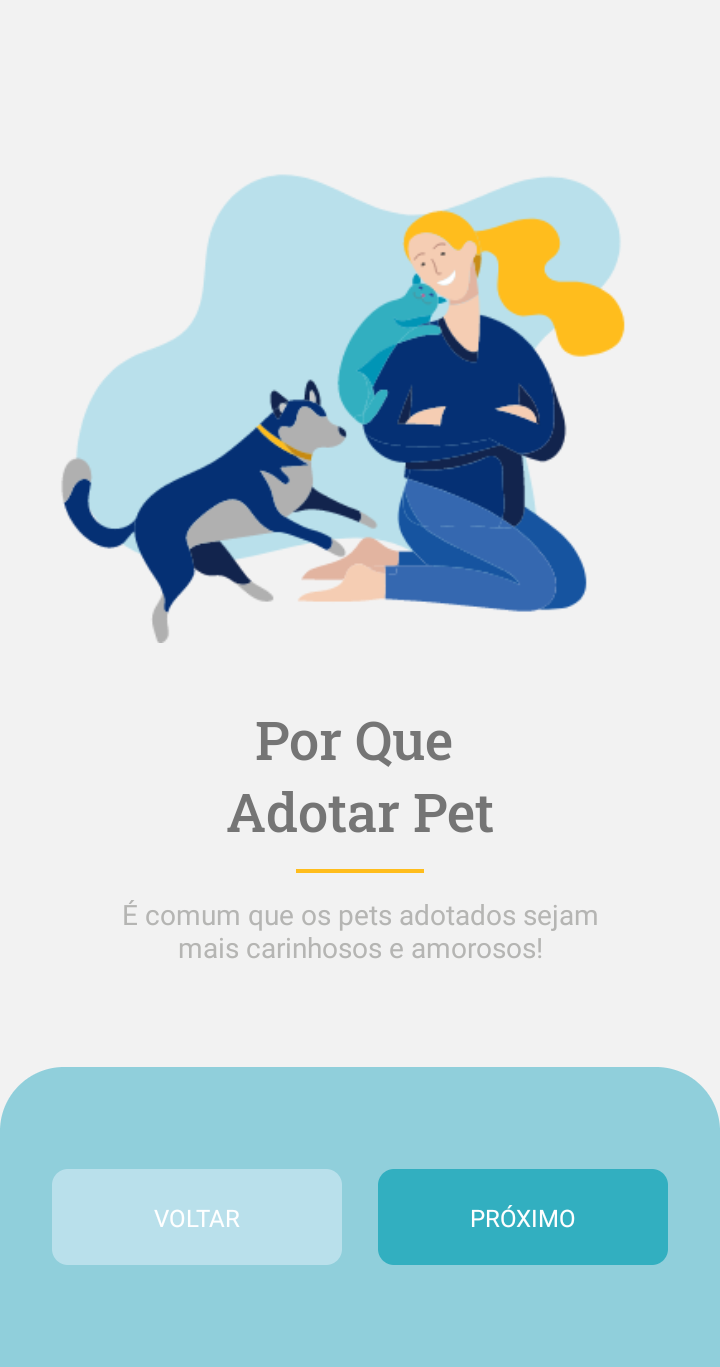 Por Que
Adotar Pet
É comum que os pets adotados sejam
mais carinhosos e amorosos!
VOLTAR
PRÓXIMO